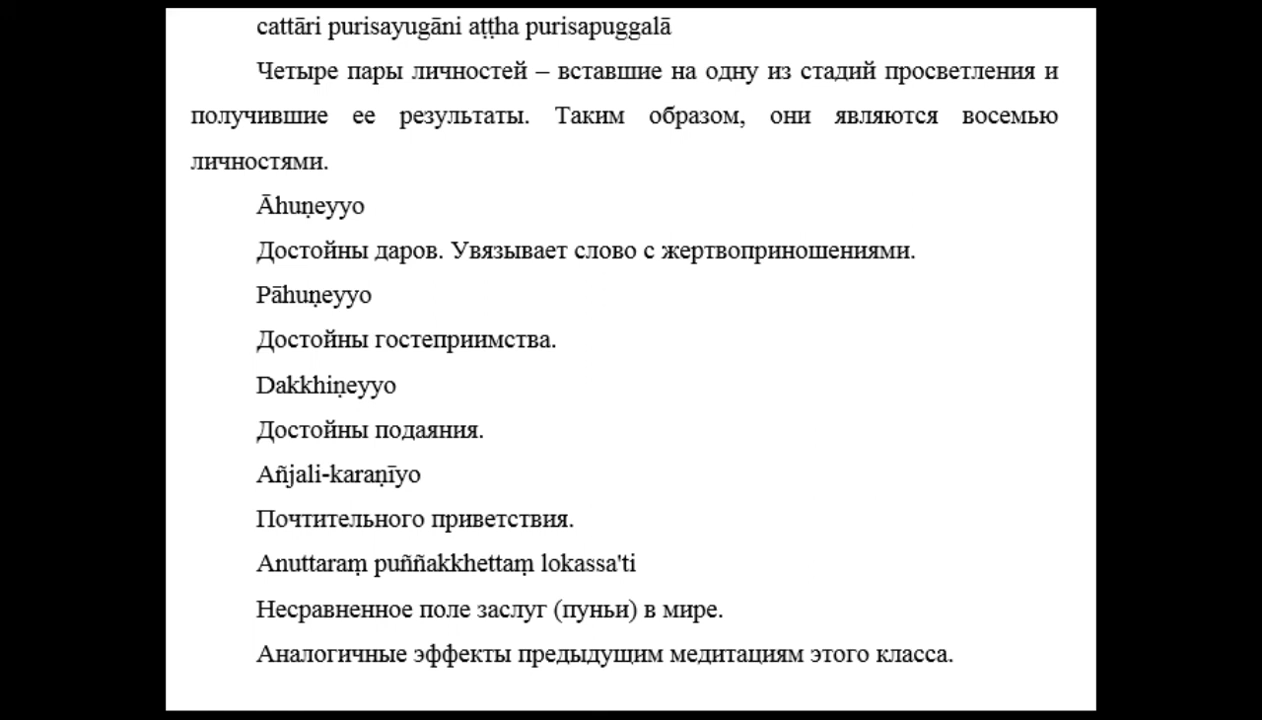 cattāri purisayugāni aṭṭha purisapuggalā
Четыре пары личностей – вставшие на одну из стадий просветления и
получившие ее результаты. Таким образом, они являются восемью
личностями.
Āhuṇeyyo
Достойны даров. Увязывает слово с жертвоприношениями.
Pāhuṇeyyo
Достойны гостеприимства.
Dakkhiṇeyyo
Достойны подаяния.
Añjali-karaṇīyo
Почтительного приветствия.
Anuttaraṃ puññakkhettaṃ lokassa'ti
Несравненное поле заслуг (пуньи) в мире.
Аналогичные эффекты предыдущим медитациям этого класса.